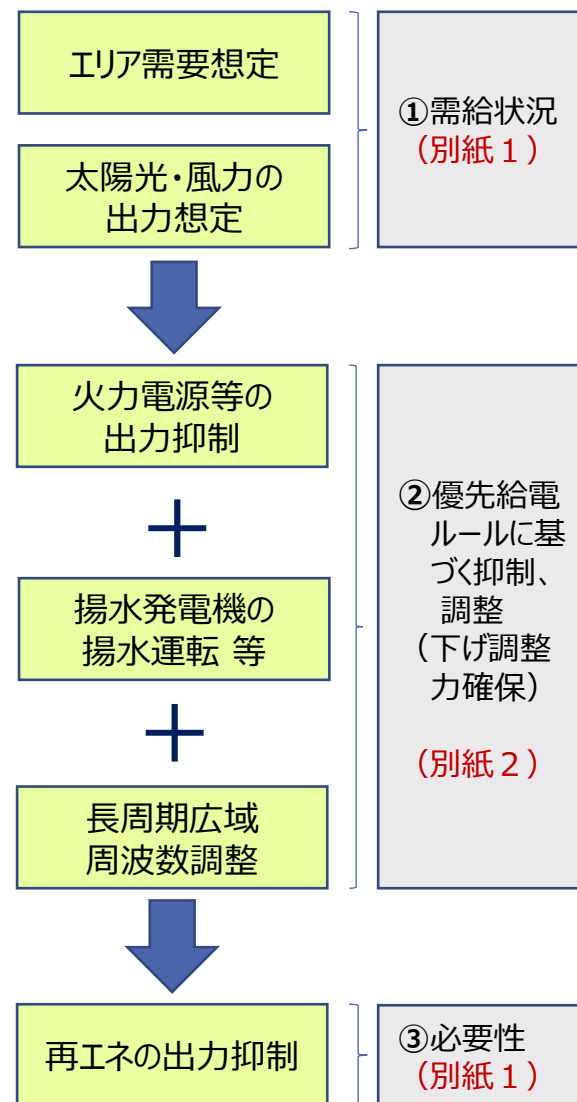 エリア需要想定
太陽光・風力の
出力想定
①需給状況
（別紙１）
火力電源等の
出力抑制
＋
揚水発電機の
揚水運転 等
＋
長周期広域
周波数調整
②優先給電
ルールに基
づく抑制、
調整
（下げ調整
力確保）
（別紙２）
再エネの出力抑制
③必要性
（別紙１）